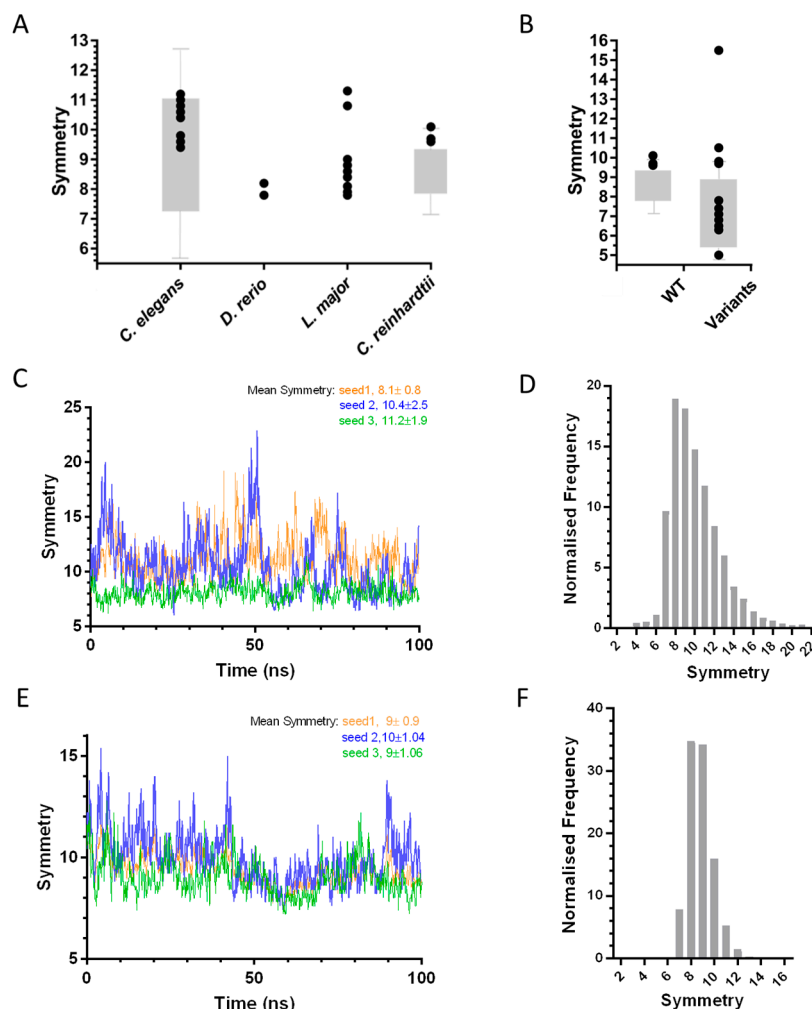 A
Symmetry
13
12
11
10
9
8
7
6
C. elegans
D. rerio
L. major
C. reinhardtii
B
Symmetry
16
15
14
13
12
11
10
9
8
7
6
5
WT
Variants
C
Mean Symmetry: seed1, 8.1± 0.8
seed 2, 10.4±2.5
seed 3, 11.2±1.9
Symmetry
25
20
15
10
5
0
50
100
Time (ns)
D
Normalised Frequency
20
15
10
5
0
2
4
6
8
10
12
14
16
18
20
22
Symmetry
E
Mean Symmetry: seed1, 9± 0.9
seed 2,10±1.04
seed 3, 9±1.06
Symmetry
15
10
5
0
50
100
Time (ns)
F
Normalised Frequency
40
30
20
10
0
2
4
6
8
10
12
14
16
Symmetry